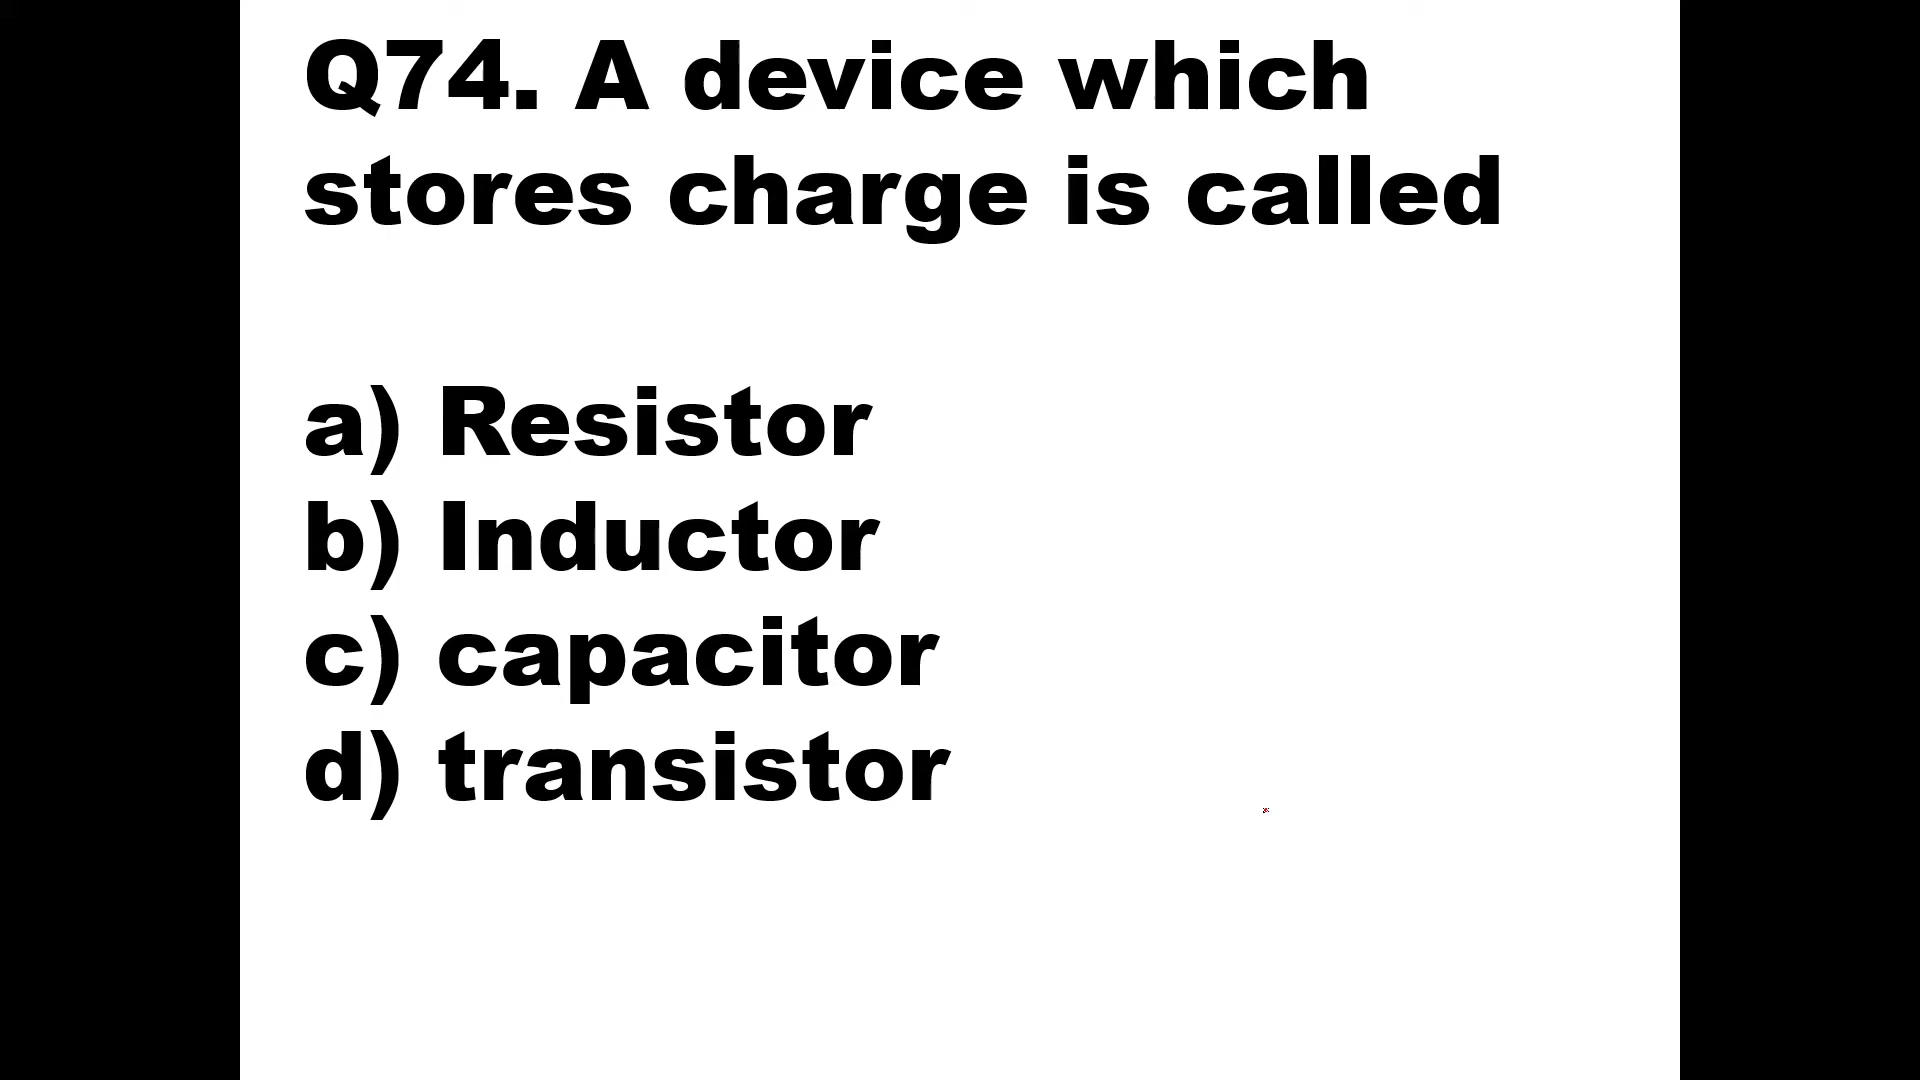 Q74. A device which
stores charge is called
a) Resistor
b) Inductor
c) capacitor
d) transistor